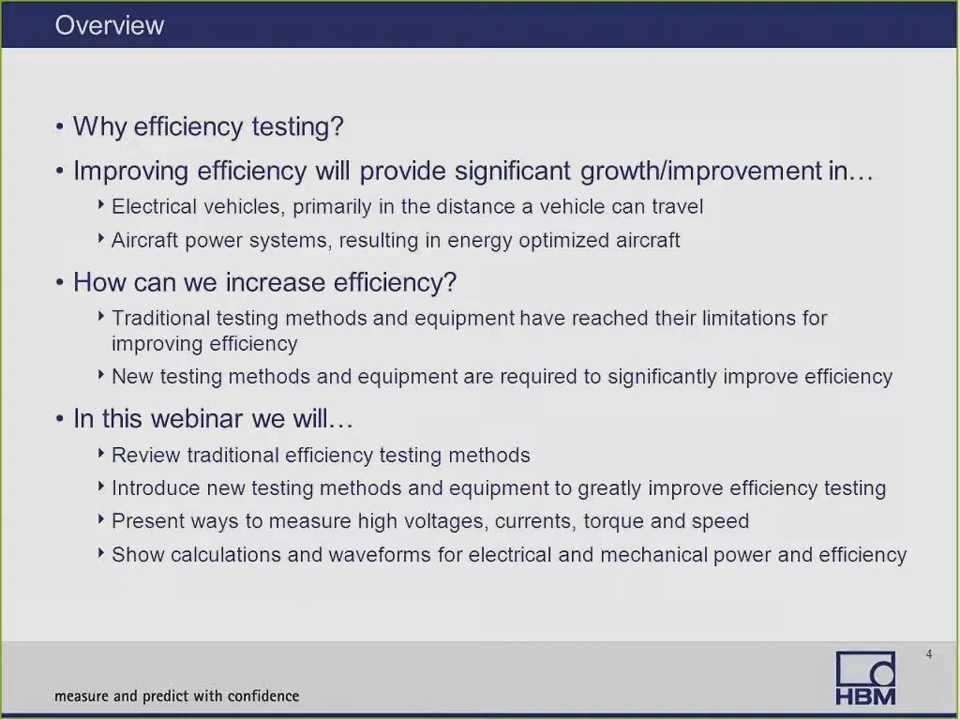 Overview
• Why efficiency testing?
• Improving efficiency will provide significant growth/improvement in…
‣ Electrical vehicles, primarily in the distance a vehicle can travel
‣ Aircraft power systems, resulting in energy optimized aircraft
• How can we increase efficiency?
‣ Traditional testing methods and equipment have reached their limitations for
improving efficiency
‣ New testing methods and equipment are required to significantly improve efficiency
• In this webinar we will…
‣ Review traditional efficiency testing methods
‣ Introduce new testing methods and equipment to greatly improve efficiency testing
‣ Present ways to measure high voltages, currents, torque and speed
‣ Show calculations and waveforms for electrical and mechanical power and efficiency
4
measure and predict with confidence
HBM